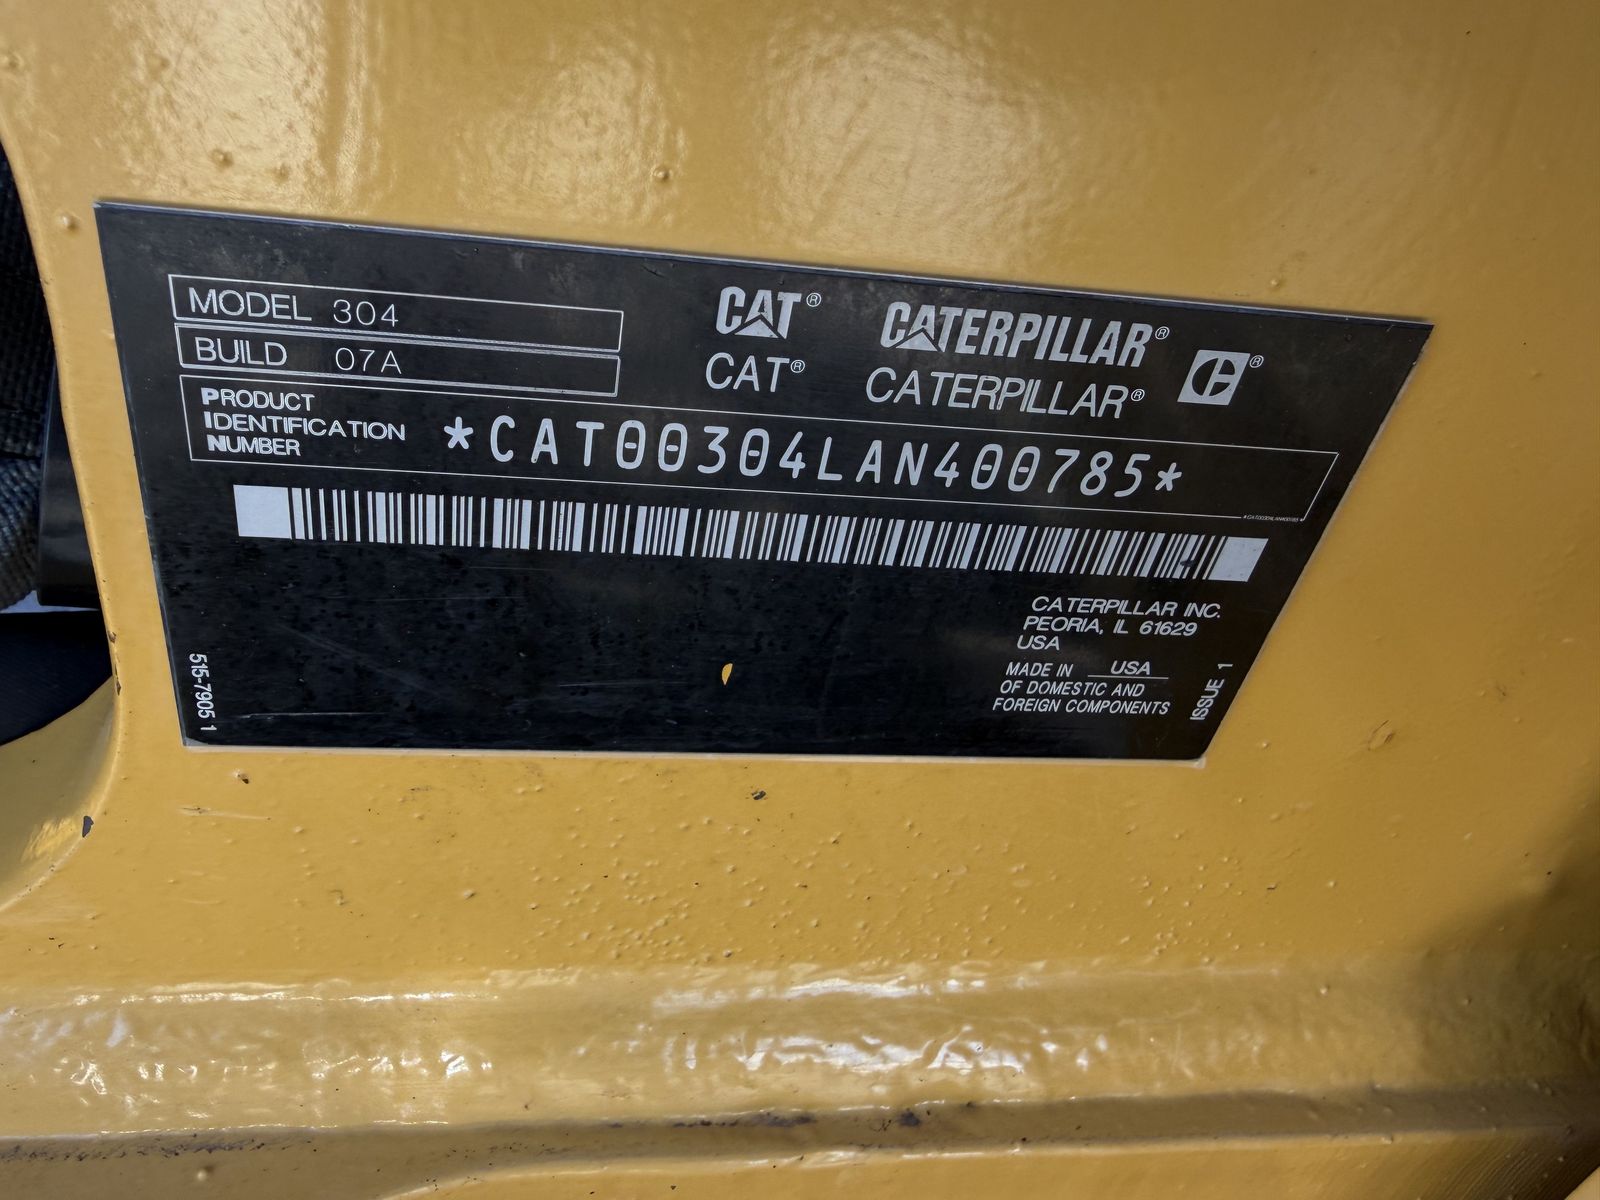 MODEL 304
BUILD 07A
CAT® CATERPILLAR®
CAT® CATERPILLAR®
PRODUCT
IDENTIFICATION
NUMBER
*CAT00304LAN400785*
*CAT00304LAN400785*
CATERPILLAR INC.
PEORIA, IL 61629
USA
MADE IN USA
OF DOMESTIC AND
FOREIGN COMPONENTS
515-7905 1
ISSUE 1